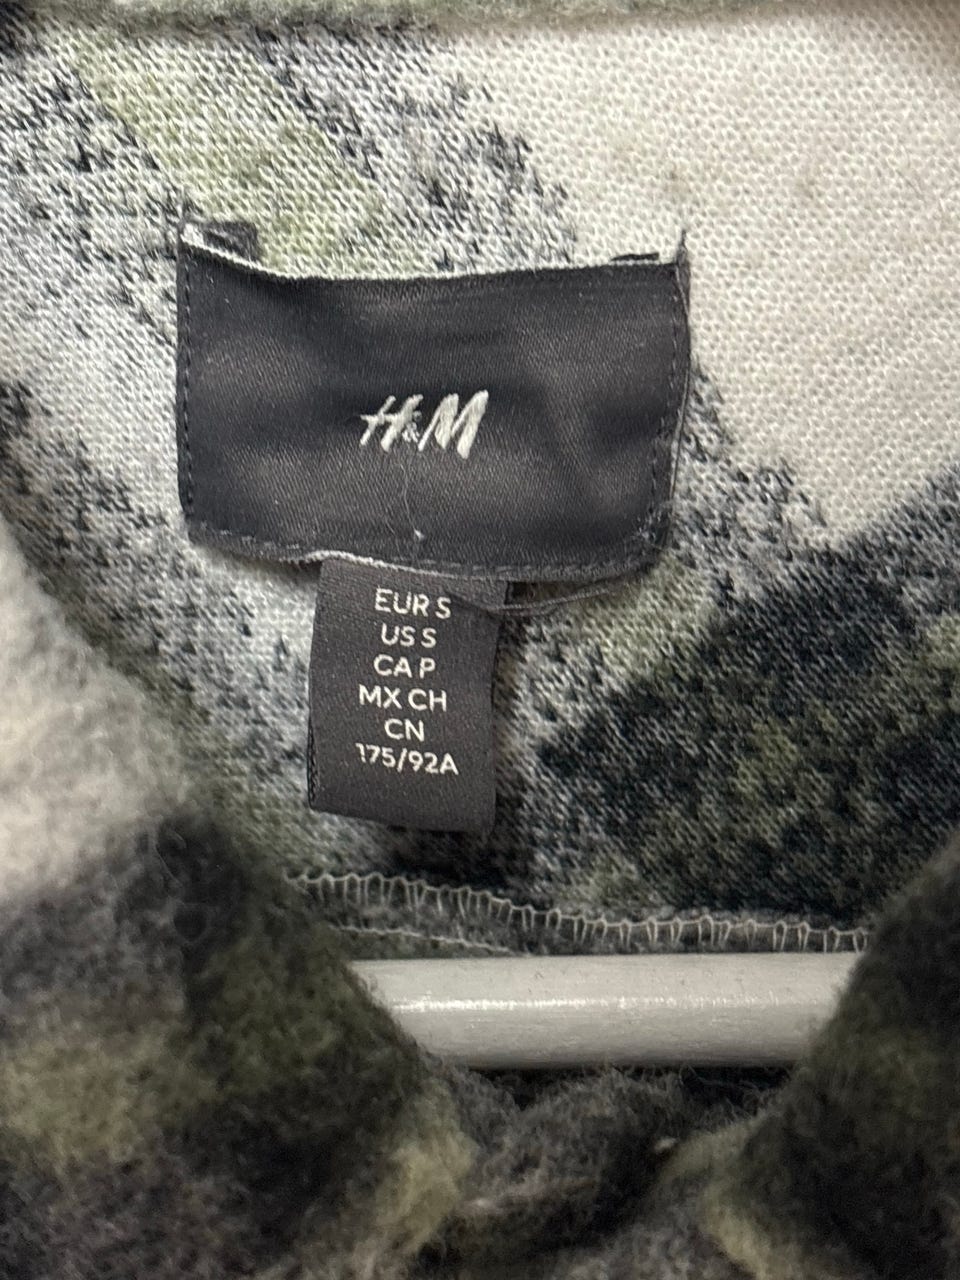 H&M
EUR S
US S
CA P
MX CH
CN
175/92A